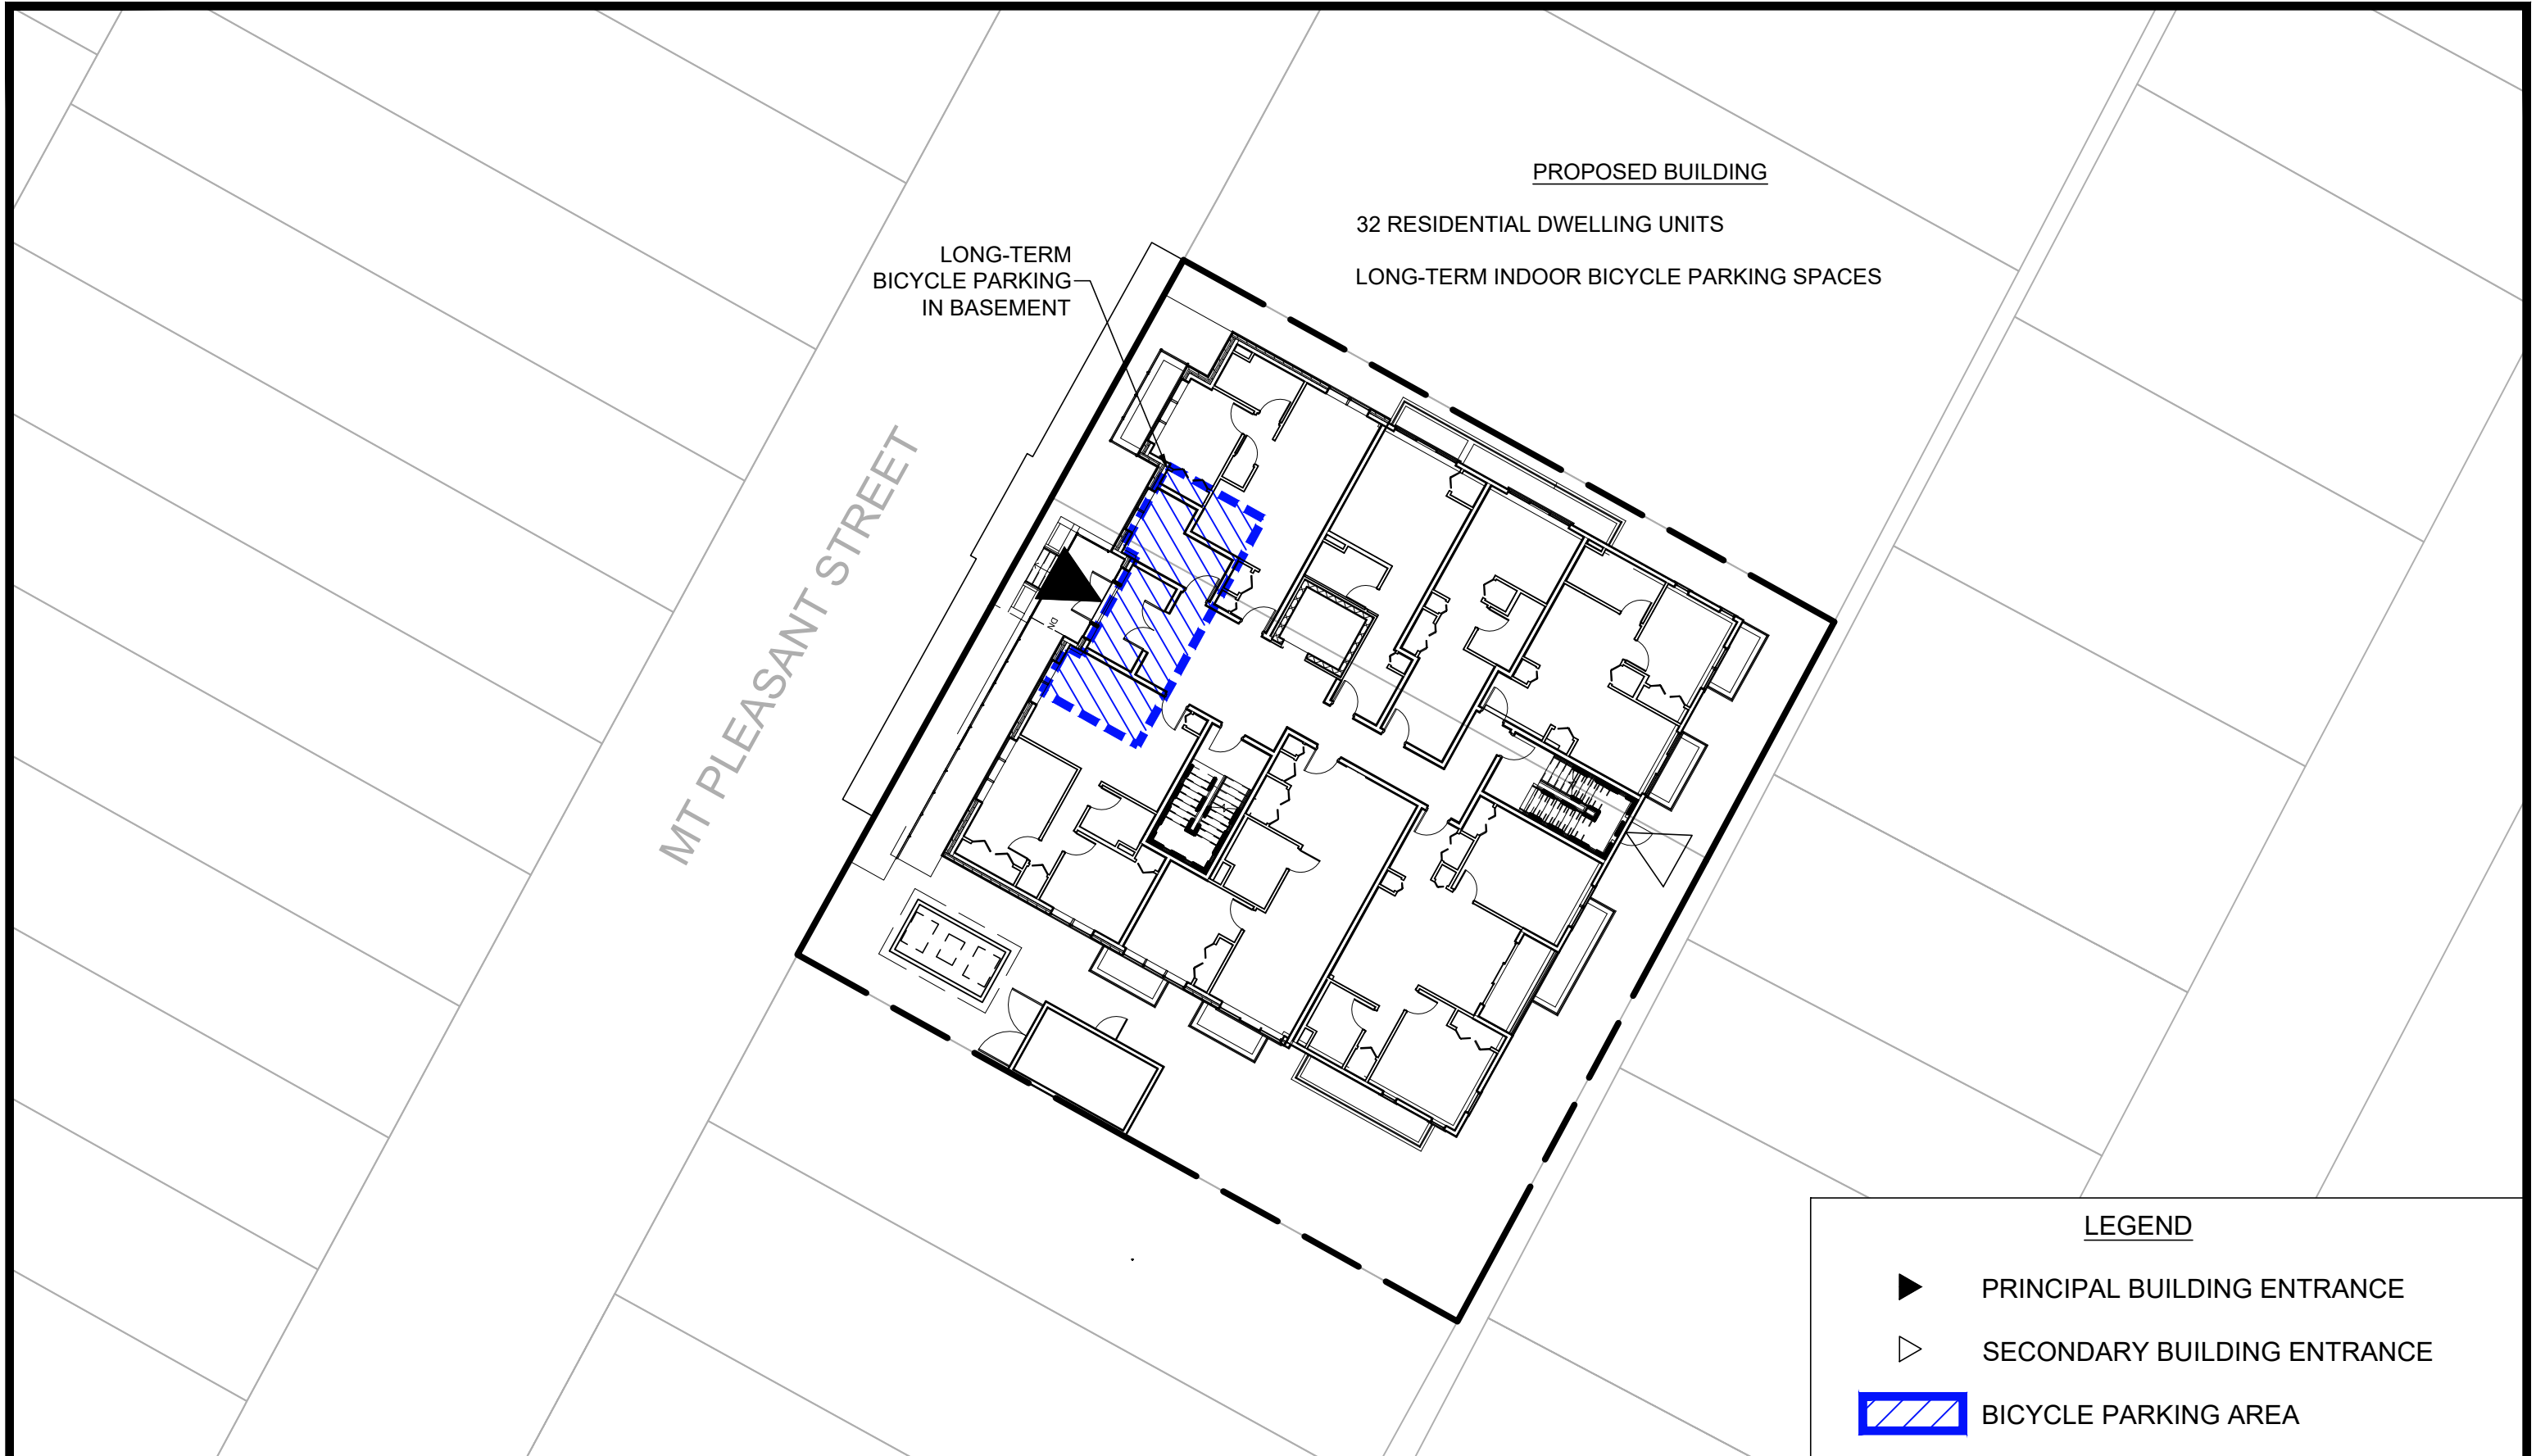 PROPOSED BUILDING
32 RESIDENTIAL DWELLING UNITS
LONG-TERM INDOOR BICYCLE PARKING SPACES
LONG-TERM
BICYCLE PARKING
IN BASEMENT
MT PLEASANT STREET
DN
LEGEND
PRINCIPAL BUILDING ENTRANCE
SECONDARY BUILDING ENTRANCE
BICYCLE PARKING AREA